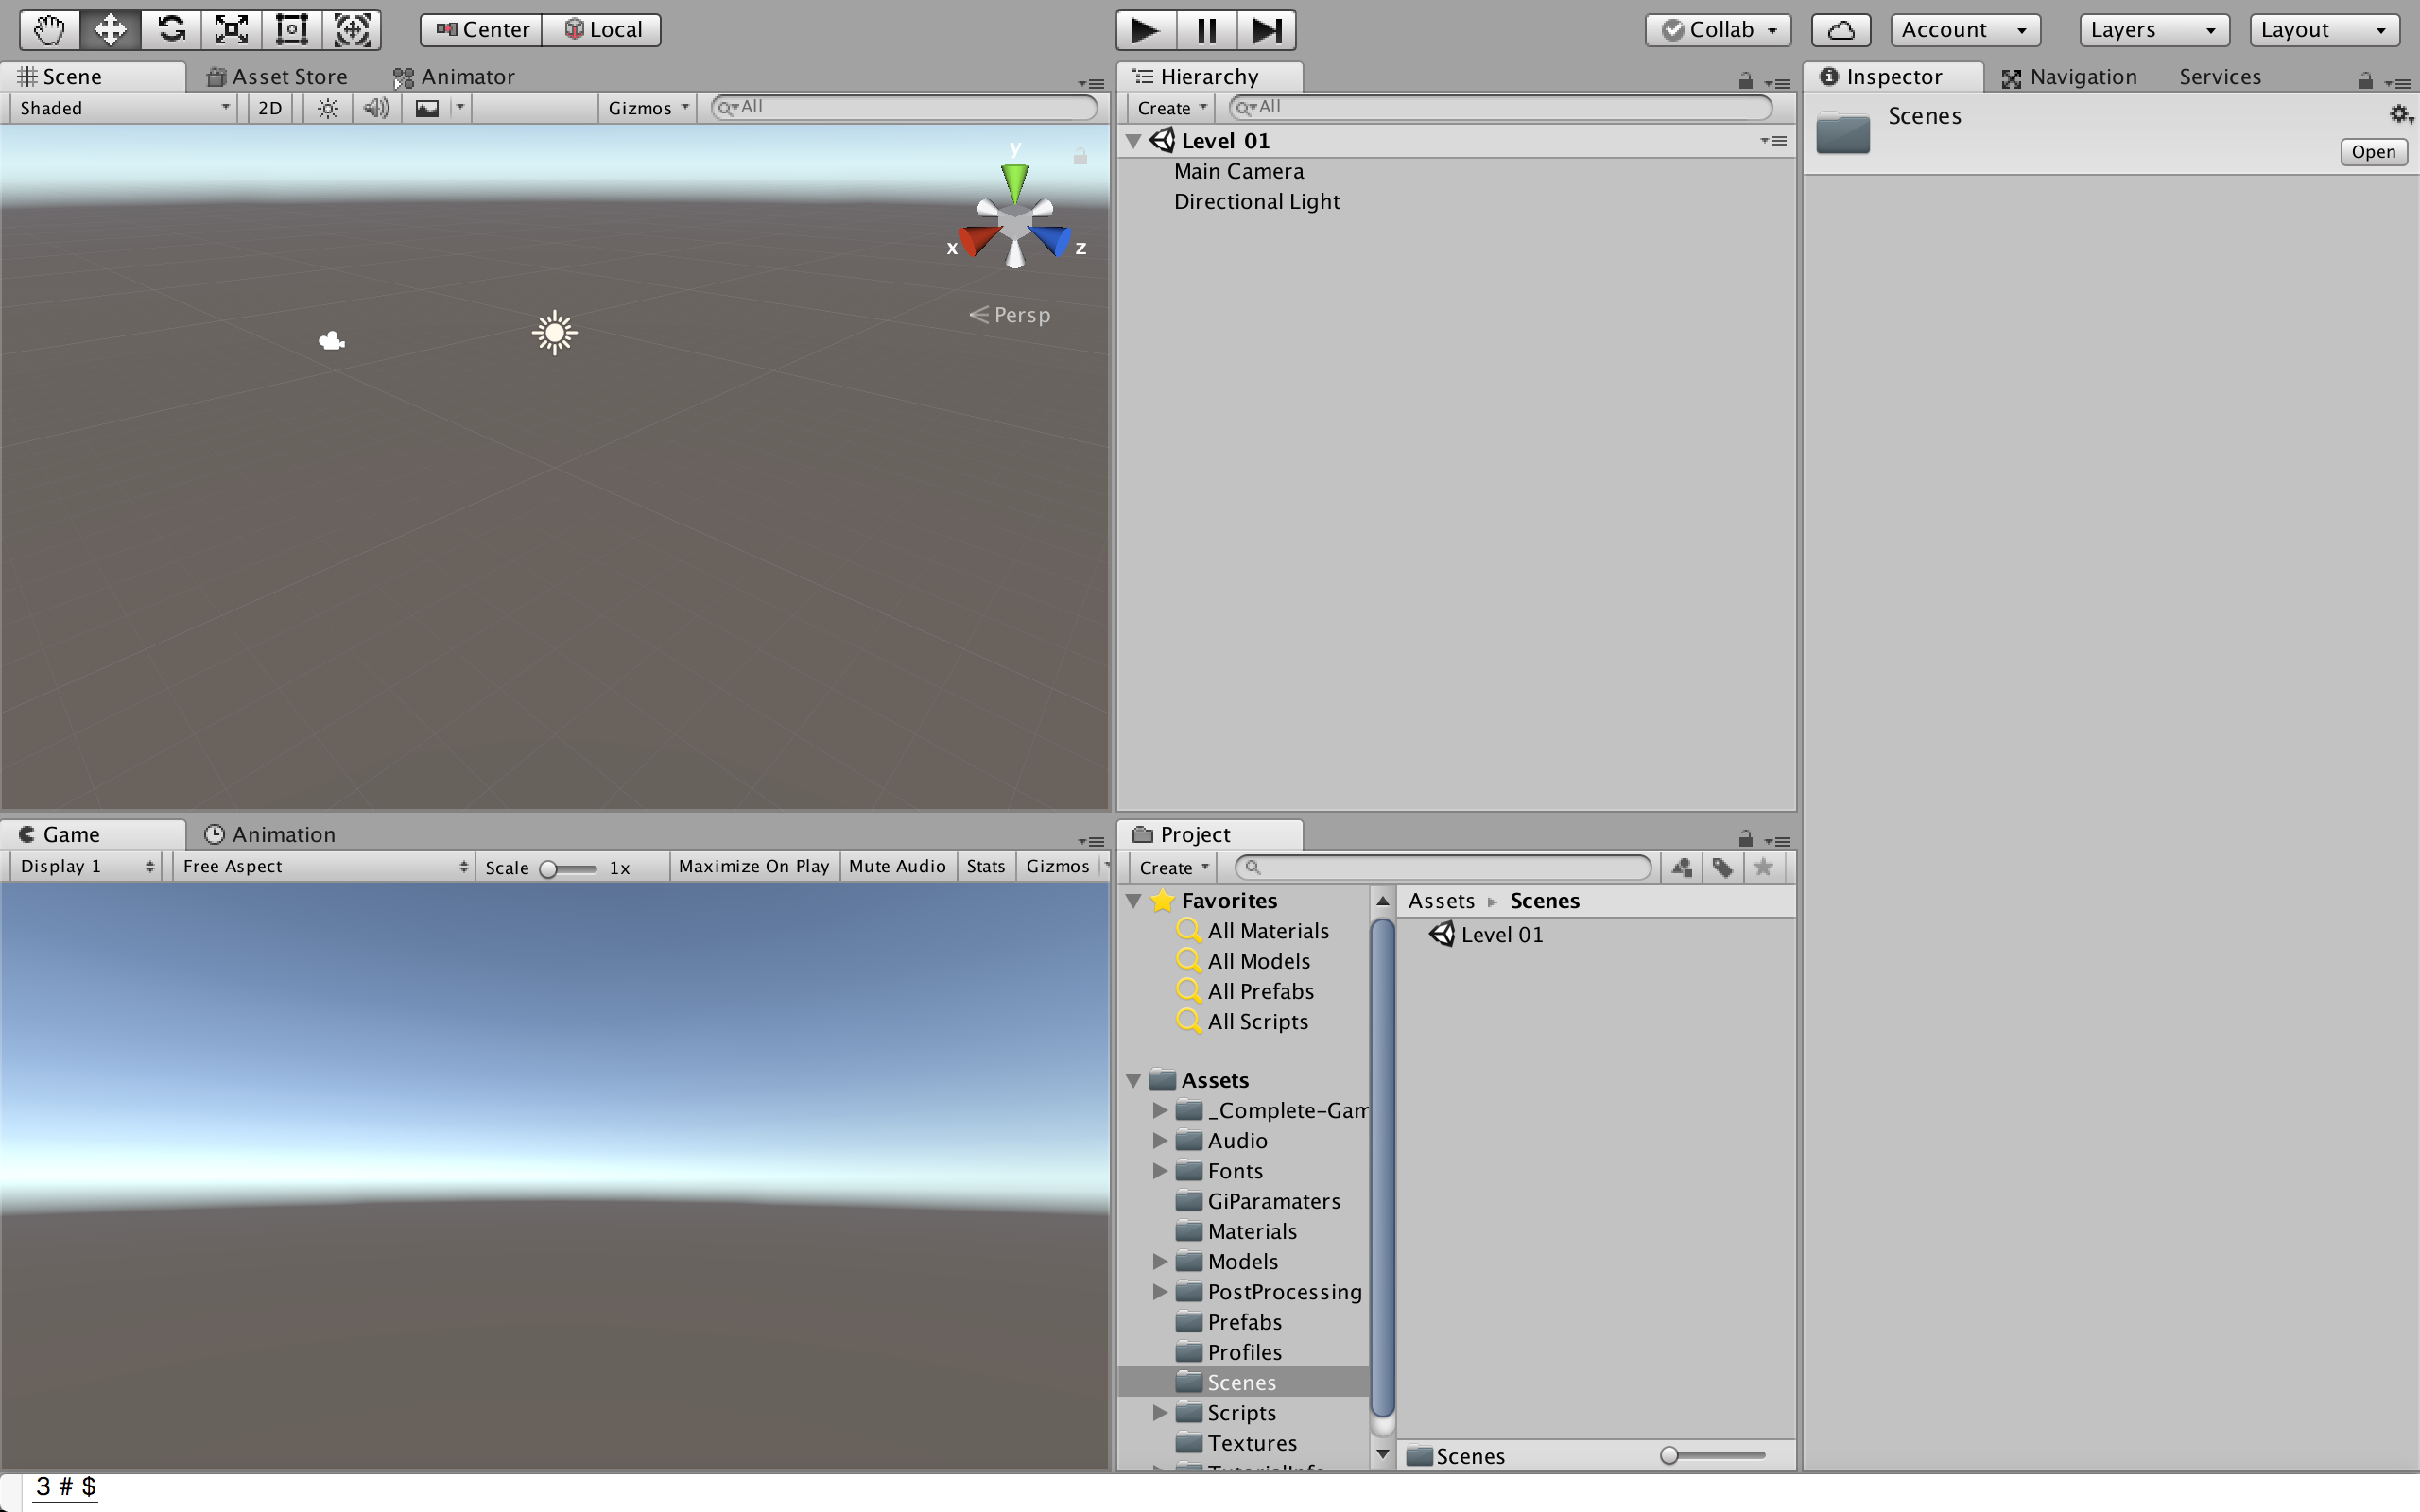 Center Local
Collab Account Layers Layout
Scene Asset Store Animator
Shaded 2D Gizmos All
y
x z
Persp
Hierarchy
Create All
Level 01
Main Camera
Directional Light
Inspector Navigation Services
Scenes
Open
Game Animation
Display 1 Free Aspect Scale 1x Maximize On Play Mute Audio Stats Gizmos
Project
Create
Favorites
All Materials
All Models
All Prefabs
All Scripts
Assets
_Complete-Gam
Audio
Fonts
GiParamaters
Materials
Models
PostProcessing
Prefabs
Profiles
Scenes
Scripts
Textures
Assets Scenes
Level 01
Scenes
3 # $